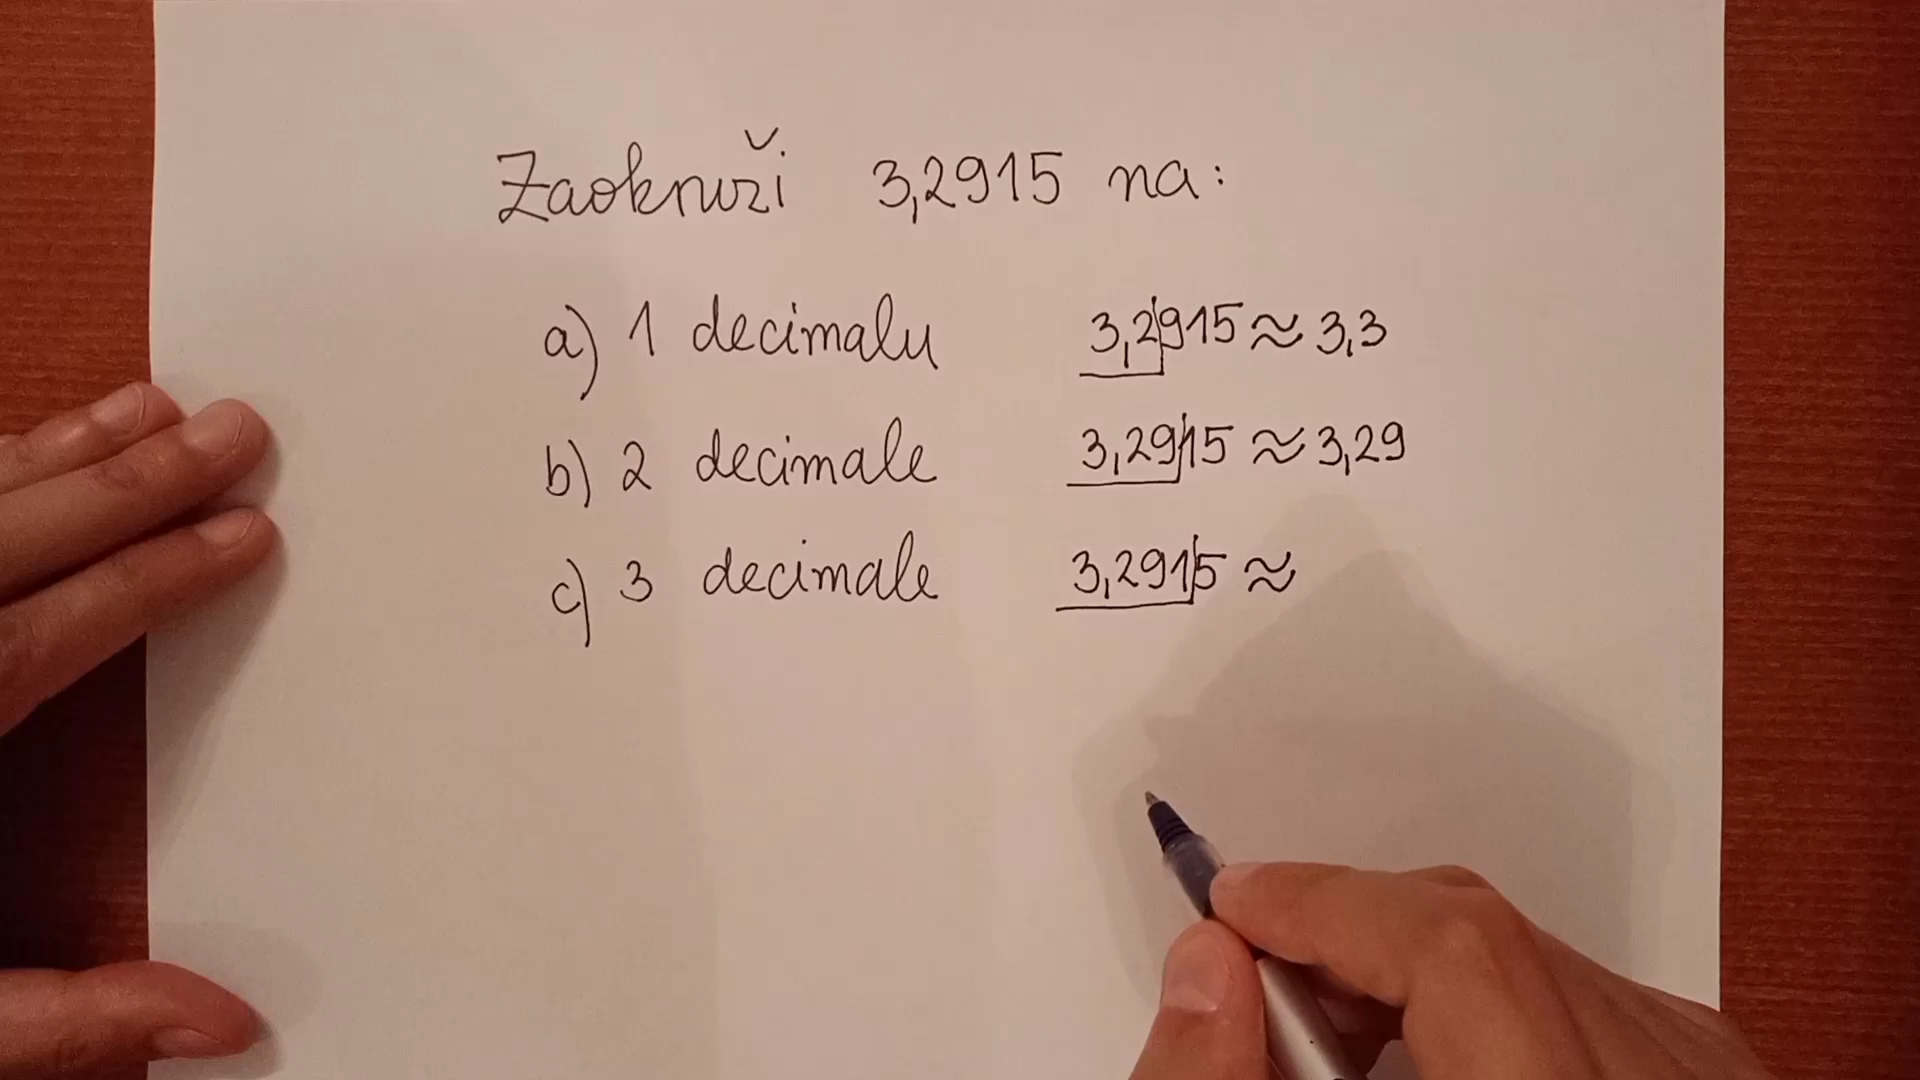 Zaokruži 3,2915 na:
a) 1 decimalu 3,2|915 ≈ 3,3
b) 2 decimale 3,29|15 ≈ 3,29
c) 3 decimale 3,291|5 ≈